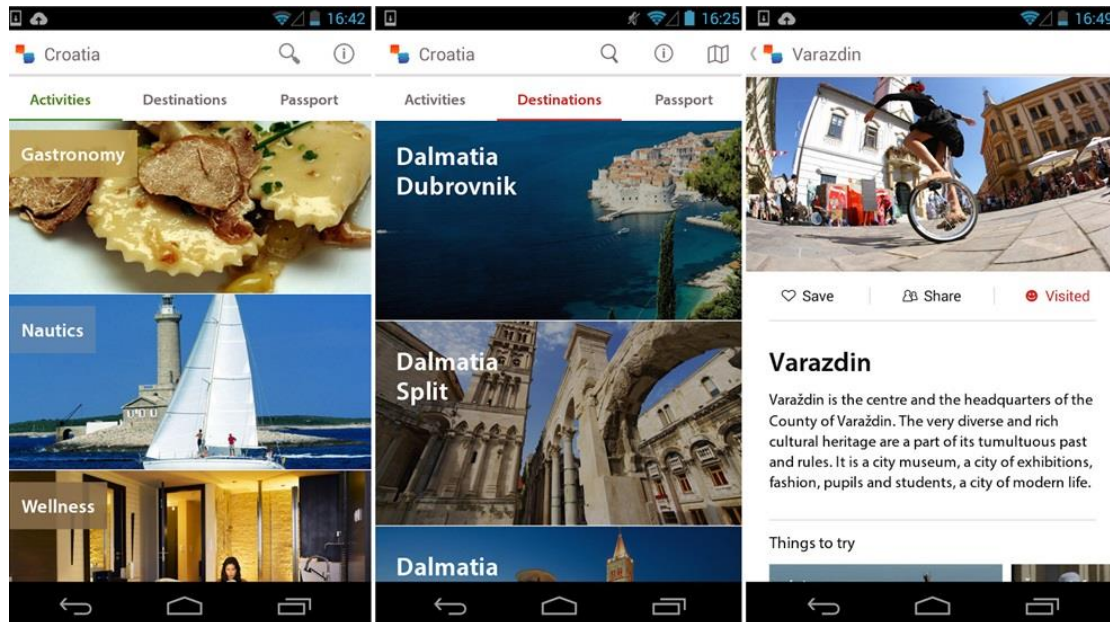 16:42
Croatia
Activities Destinations Passport
Gastronomy
Nautics
Wellness
16:25
Croatia
Activities Destinations Passport
Dalmatia
Dubrovnik
Dalmatia
Split
Dalmatia
16:49
Varazdin
Save Share Visited
Varazdin
Varaždin is the centre and the headquarters of the
County of Varaždin. The very diverse and rich
cultural heritage are a part of its tumultuous past
and rules. It is a city museum, a city of exhibitions,
fashion, pupils and students, a city of modern life.
Things to try